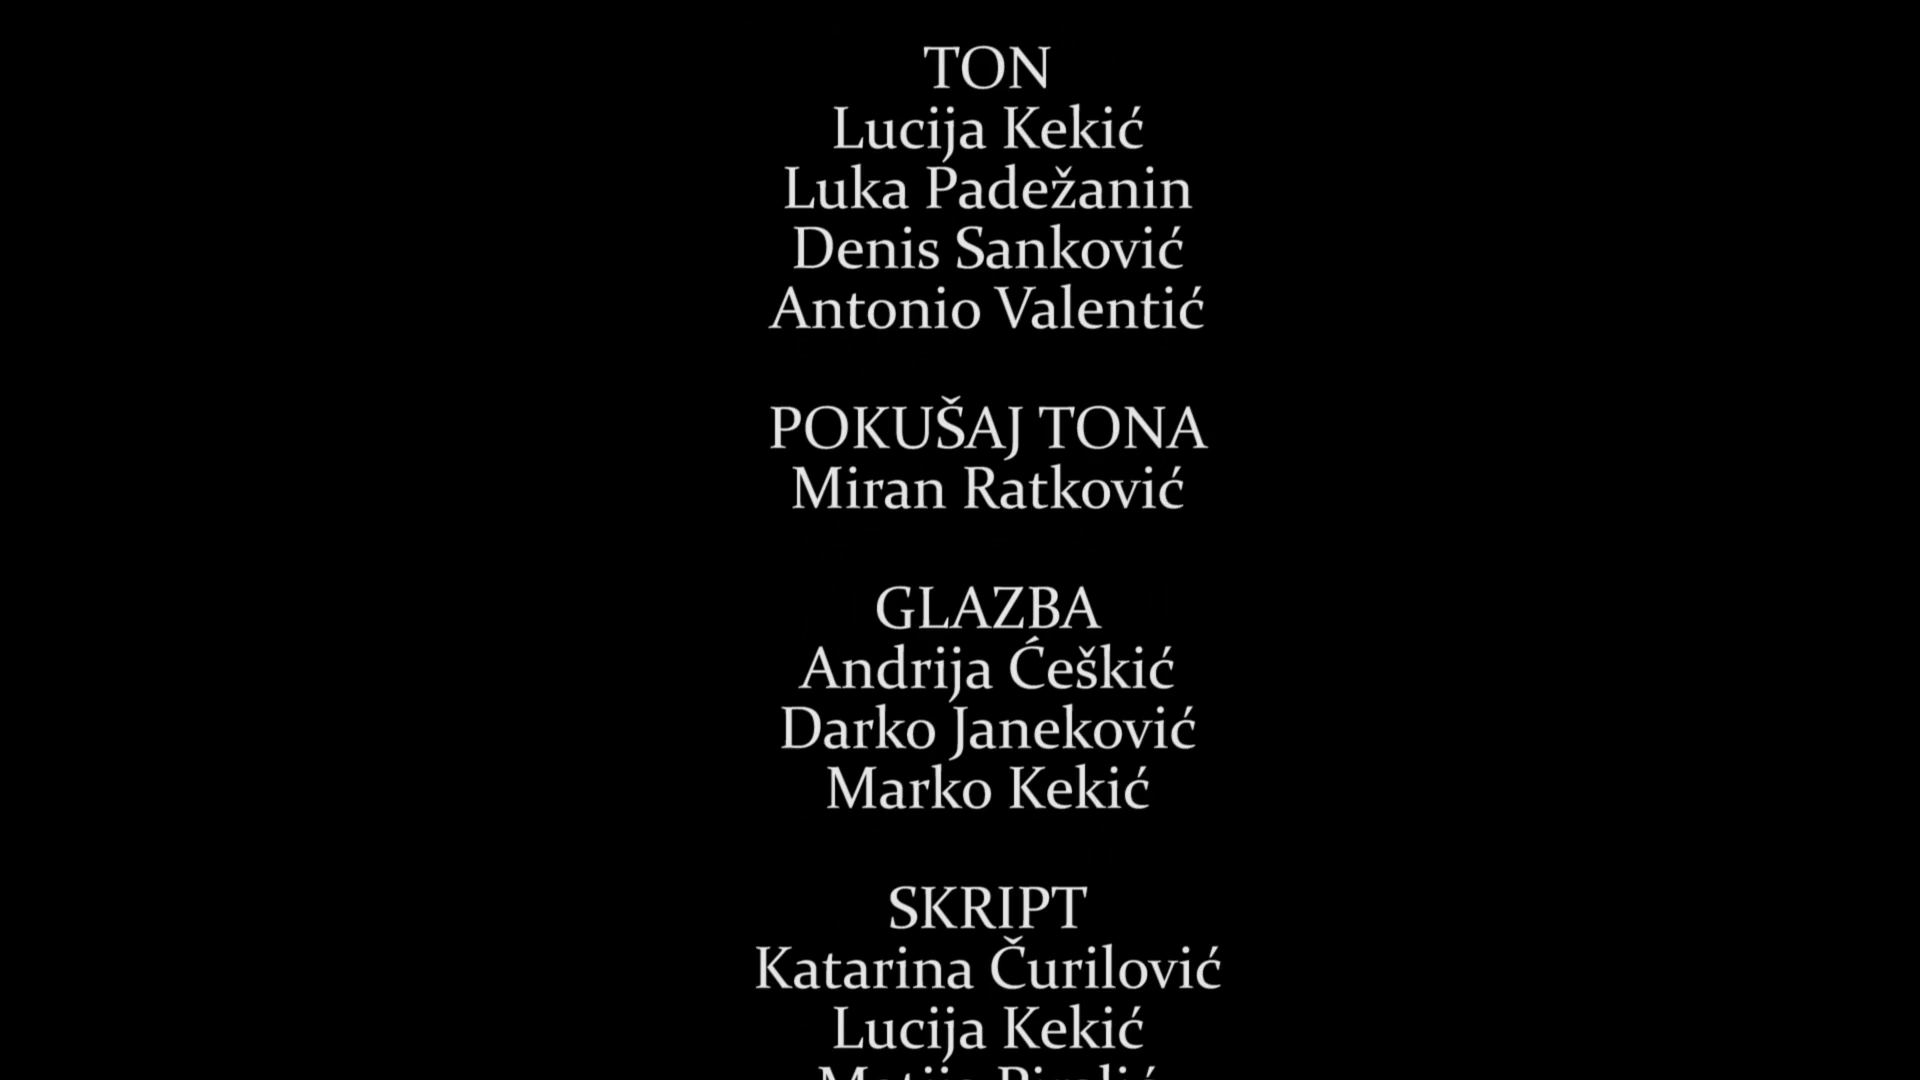 TON
Lucija Kekić
Luka Padežanin
Denis Sanković
Antonio Valentić
POKUŠAJ TONA
Miran Ratković
GLAZBA
Andrija Ćeškić
Darko Janeković
Marko Kekić
SKRIPT
Katarina Čurilović
Lucija Kekić